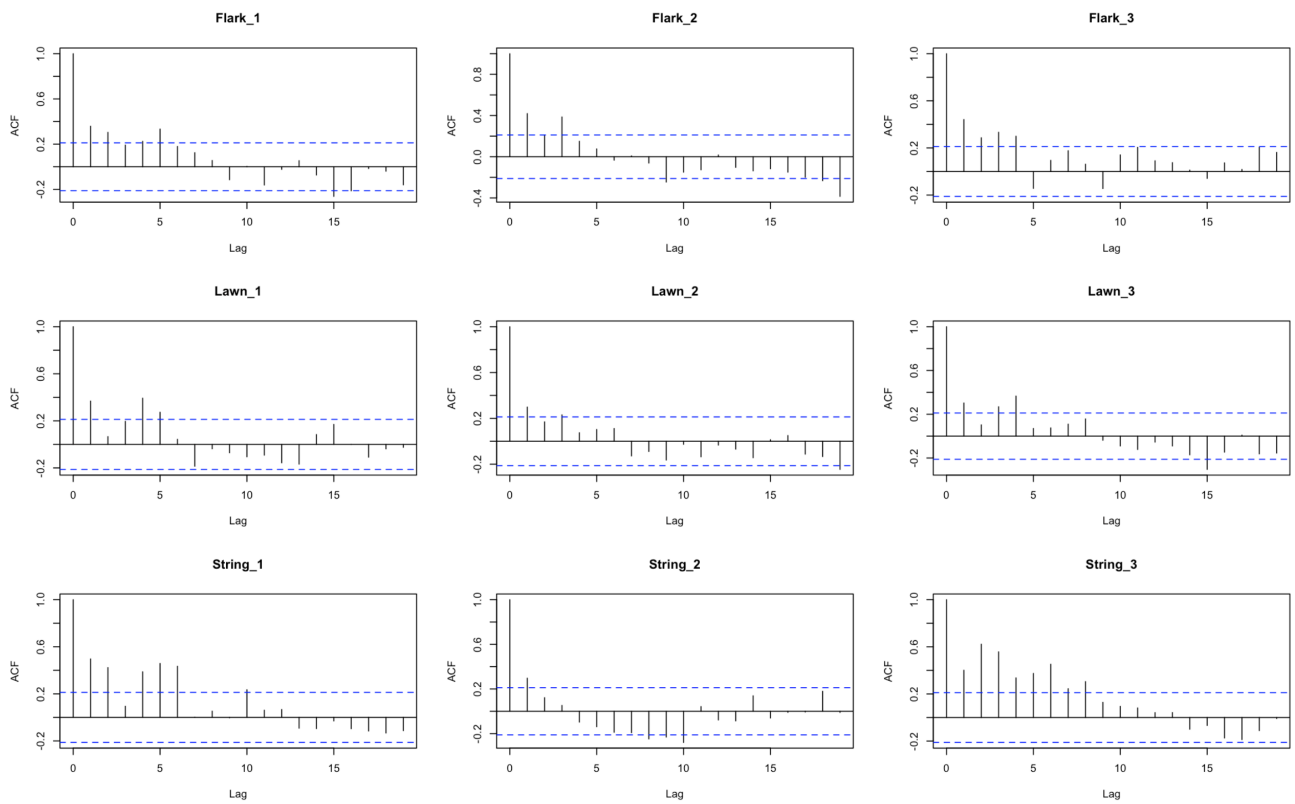 Flark_1
ACF
1.0
0.6
0.2
-0.2
0 5 10 15
Lag
Flark_2
ACF
0.8
0.4
0.0
-0.4
0 5 10 15
Lag
Flark_3
ACF
1.0
0.6
0.2
-0.2
0 5 10 15
Lag
Lawn_1
ACF
1.0
0.6
0.2
-0.2
0 5 10 15
Lag
Lawn_2
ACF
1.0
0.6
0.2
-0.2
0 5 10 15
Lag
Lawn_3
ACF
1.0
0.6
0.2
-0.2
0 5 10 15
Lag
String_1
ACF
1.0
0.6
0.2
-0.2
0 5 10 15
Lag
String_2
ACF
1.0
0.6
0.2
-0.2
0 5 10 15
Lag
String_3
ACF
1.0
0.6
0.2
-0.2
0 5 10 15
Lag